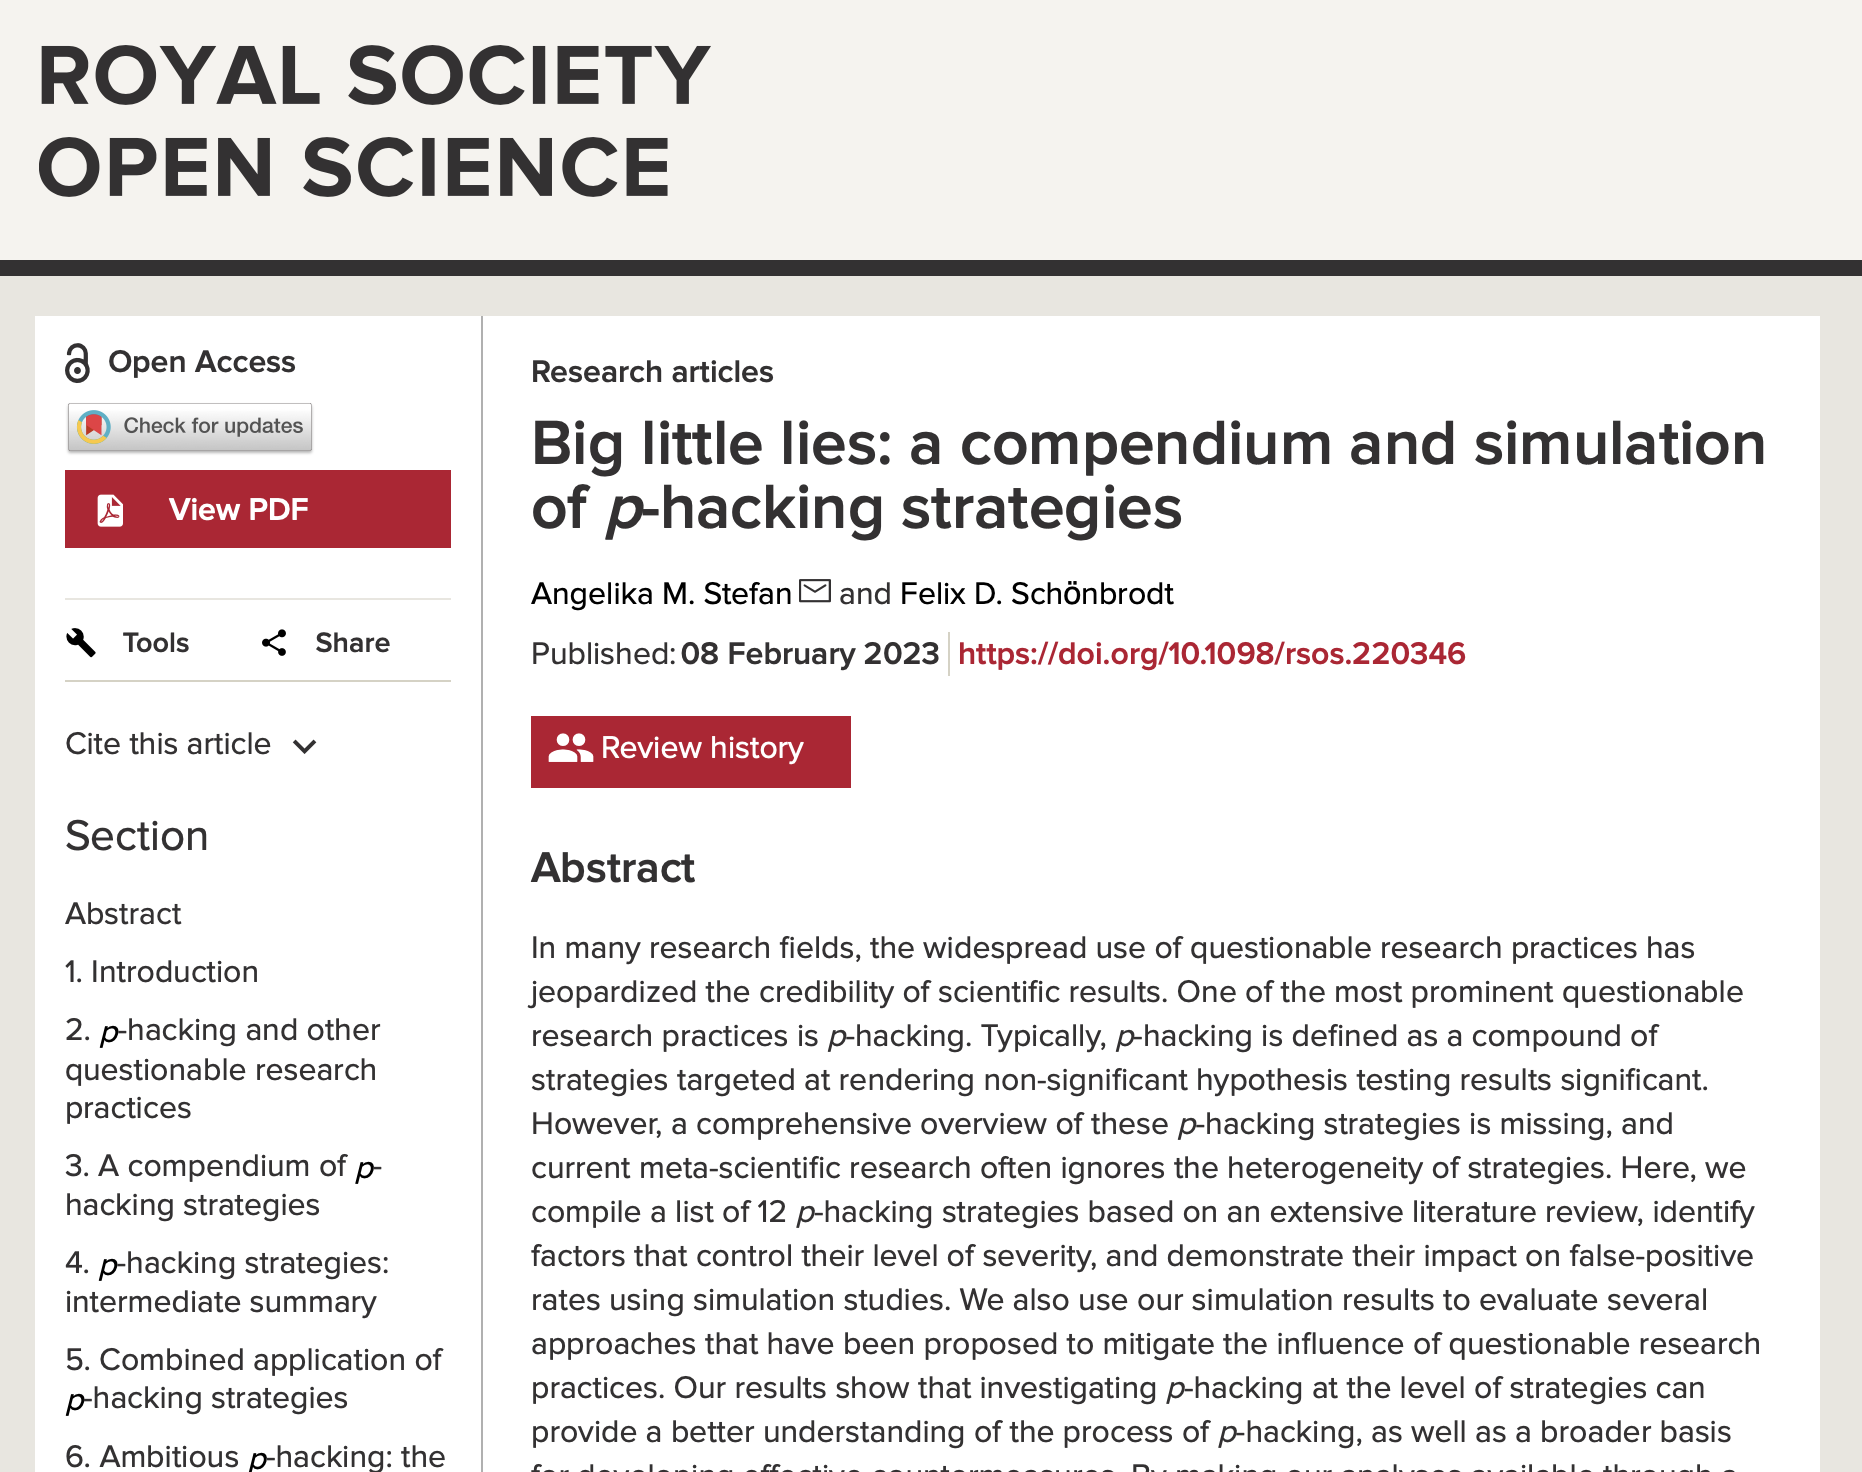 ROYAL SOCIETY
OPEN SCIENCE
Open Access
Check for updates
View PDF
Tools
Share
Cite this article
Section
Abstract
1. Introduction
2. p-hacking and other
questionable research
practices
3. A compendium of p-
hacking strategies
4. p-hacking strategies:
intermediate summary
5. Combined application of
p-hacking strategies
6. Ambitious p-hacking: the
Research articles
Big little lies: a compendium and simulation
of p-hacking strategies
Angelika M. Stefan and Felix D. Schönbrodt
Published: 08 February 2023 https://doi.org/10.1098/rsos.220346
Review history
Abstract
In many research fields, the widespread use of questionable research practices has
jeopardized the credibility of scientific results. One of the most prominent questionable
research practices is p-hacking. Typically, p-hacking is defined as a compound of
strategies targeted at rendering non-significant hypothesis testing results significant.
However, a comprehensive overview of these p-hacking strategies is missing, and
current meta-scientific research often ignores the heterogeneity of strategies. Here, we
compile a list of 12 p-hacking strategies based on an extensive literature review, identify
factors that control their level of severity, and demonstrate their impact on false-positive
rates using simulation studies. We also use our simulation results to evaluate several
approaches that have been proposed to mitigate the influence of questionable research
practices. Our results show that investigating p-hacking at the level of strategies can
provide a better understanding of the process of p-hacking, as well as a broader basis
for developing effective countermeasures. By making our analyses available through a